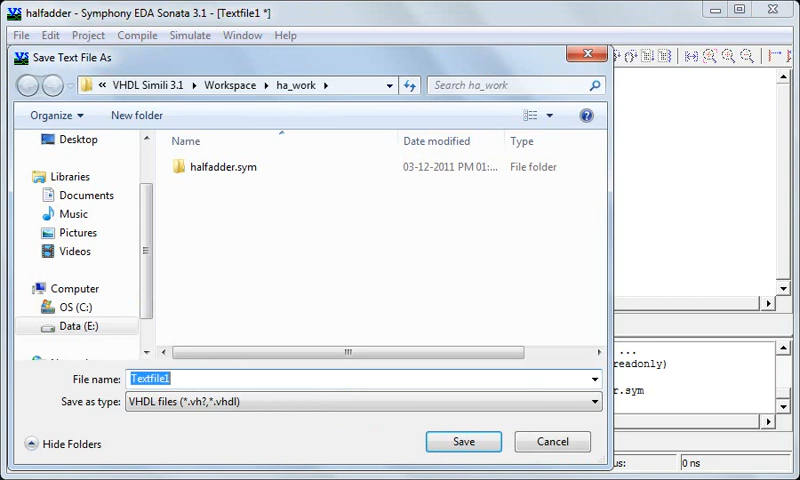 halfadder - Symphony EDA Sonata 3.1 - [Textfile1 *]
File Edit Project Compile Simulate Window Help
Save Text File As
« VHDL Simili 3.1 Workspace ha_work
Search ha_work
Organize New folder
Desktop
Libraries
Documents
Music
Pictures
Videos
Computer
OS (C:)
Data (E:)
Name Date modified Type
halfadder.sym 03-12-2011 PM 01:... File folder
File name: Textfile1
Save as type: VHDL files (*.vh?,*.vhdl)
Hide Folders Save Cancel
...
readonly)
r.sym
us: 0 ns